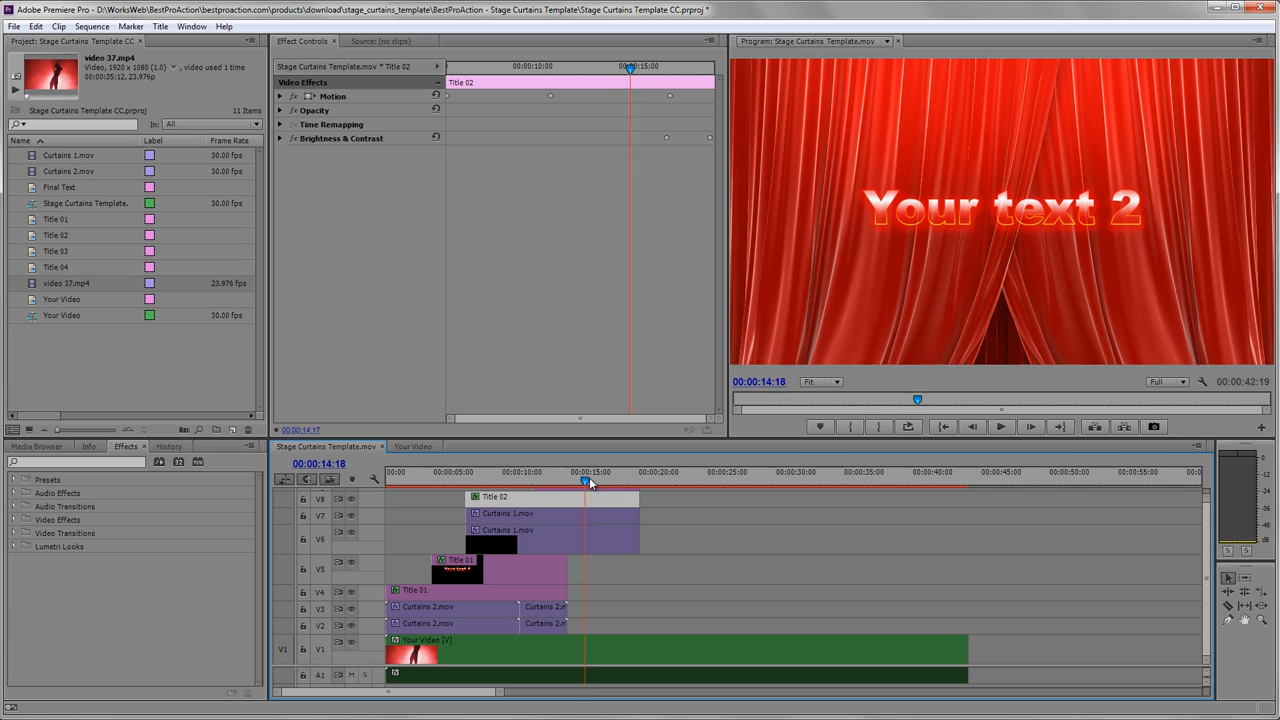 Adobe Premiere Pro - D:\WorksWeb\BestProAction\bestproaction.com\products\download\stage_curtains_template\BestProAction - Stage Curtains Template\Stage Curtains Template CC.prproj *
File Edit Clip Sequence Marker Title Window Help
Project: Stage Curtains Template CC
video 37.mp4
Video, 1920 x 1080 (1.0) , video used 1 time
00:00:35:12, 23.976p
Stage Curtains Template CC.prproj 11 Items
In: All
Name Label Frame Rate
Curtains 1.mov 30.00 fps
Curtains 2.mov 30.00 fps
Final Text
Stage Curtains Template. 30.00 fps
Title 01
Title 02
Title 03
Title 04
video 37.mp4 23.976 fps
Your Video
Your Video 30.00 fps
Effect Controls Source: (no clips)
Stage Curtains Template.mov * Title 02 00:00:10:00 00:00:15:00
Video Effects Title 02
fx Motion
fx Opacity
fx Time Remapping
fx Brightness & Contrast
00:00:14:17
Program: Stage Curtains Template.mov
Your text 2
00:00:14:18 Fit Full 00:00:42:19
Media Browser Info Effects History
Presets
Audio Effects
Audio Transitions
Video Effects
Video Transitions
Lumetri Looks
Stage Curtains Template.mov Your Video
00:00:14:18
00:00 00:00:05:00 00:00:10:00 00:00:15:00 00:00:20:00 00:00:25:00 00:00:30:00 00:00:35:00 00:00:40:00 00:00:45:00 00:00:50:00 00:00:55:00 00:0
V8 Title 02
V7 Curtains 1.mov
V6 Curtains 1.mov
V5 Title 01
V4 Title 01
V3 Curtains 2.mov Curtains 2.m
V2 Curtains 2.mov Curtains 2.m
V1 V1 Your Video [V]
A1 M S
0
S S